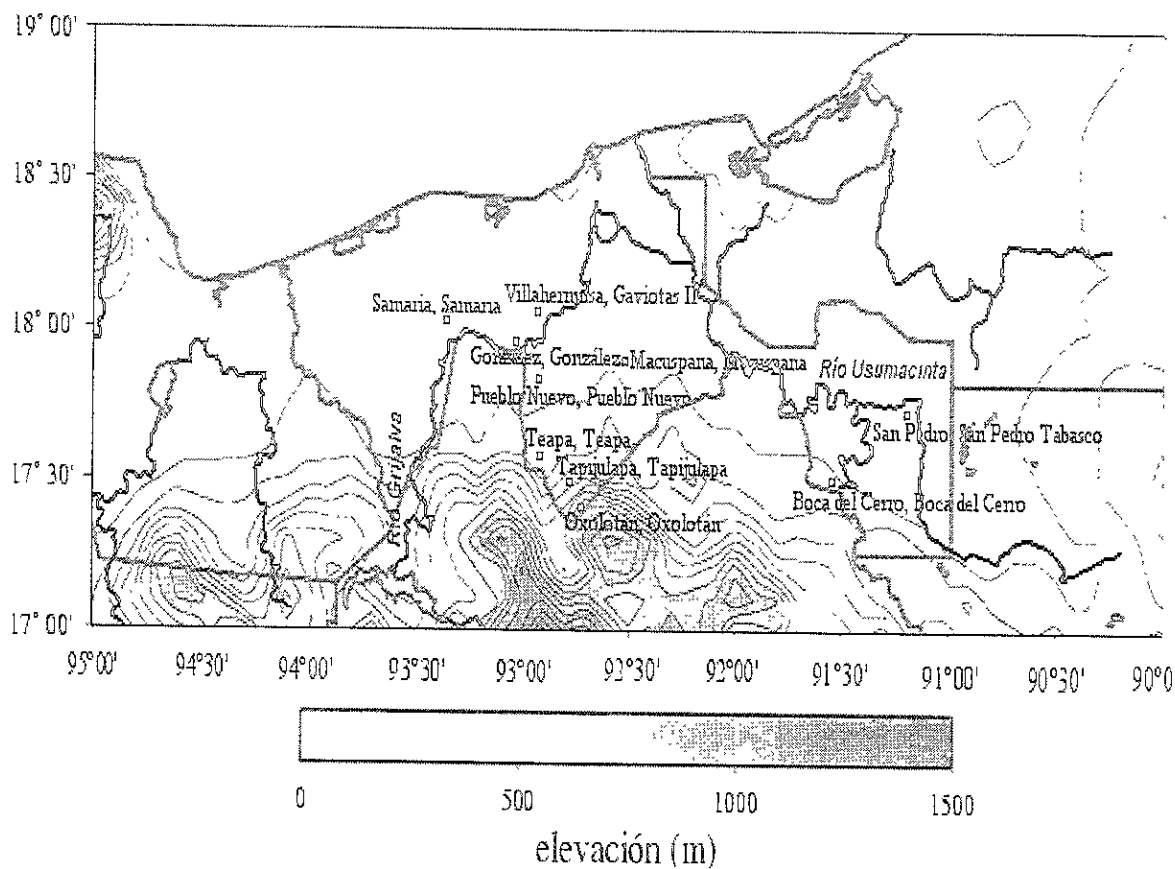 19° 00'
18° 30'
18° 00'
17° 30'
17° 00'
Samaria, Samaria
Villahermosa, Gaviotas II
González, González
Macuspana,
Pueblo Nuevo, Pueblo Nuevo
Río Usumacinta
Teapa, Teapa
San Pedro, San Pedro Tabasco
Tapijulapa, Tapijulapa
Boca del Cerro, Boca del Cerro
Río Grijalva
Oxolotan, Oxolotan
95°00' 94°30' 94°00' 93°30' 93°00' 92°30' 92°00' 91°30' 91°00' 90°30' 90°0
0 500 1000 1500
elevación (m)